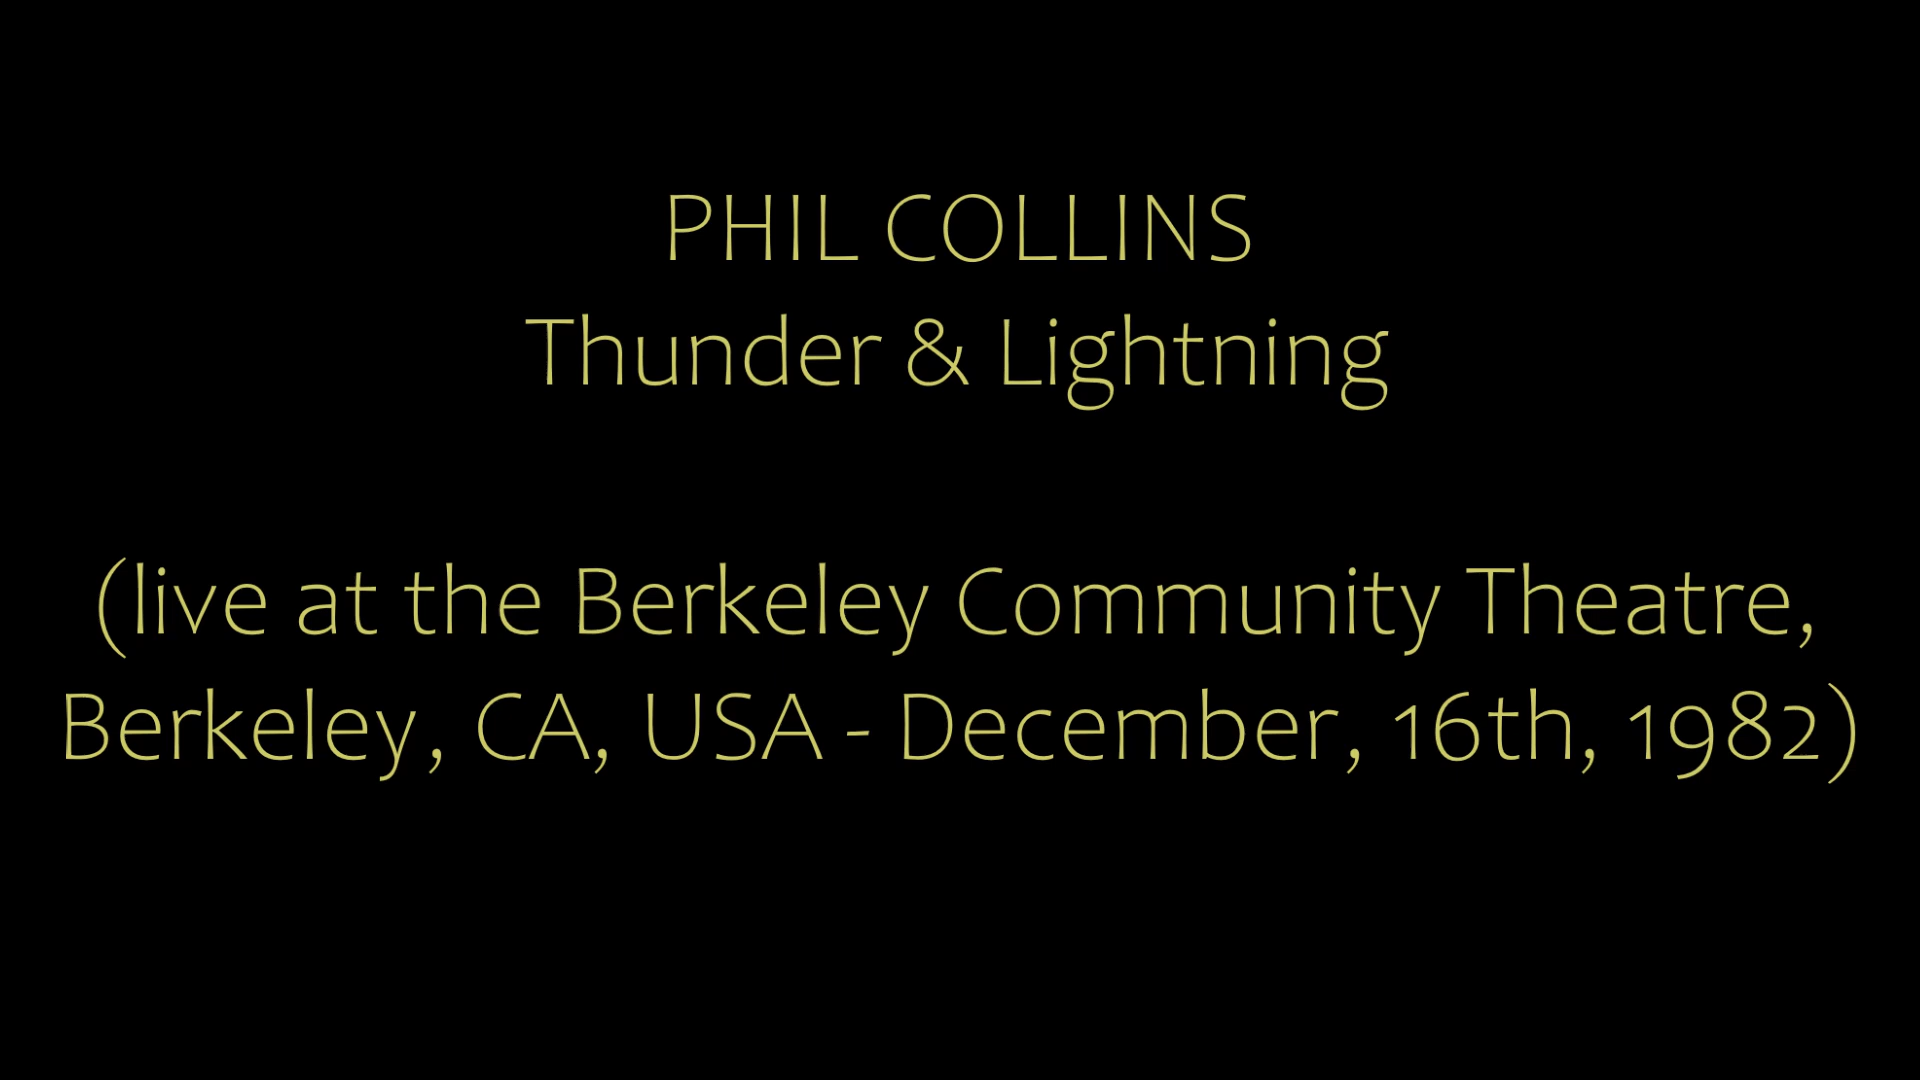 PHIL COLLINS
Thunder & Lightning
(live at the Berkeley Community Theatre,
Berkeley, CA, USA - December, 16th, 1982)